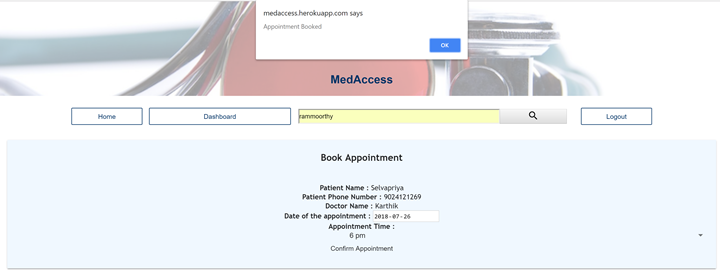 medaccess.herokuapp.com says
Appointment Booked
OK
MedAccess
Home
Dashboard
rammoorthy
Logout
Book Appointment
Patient Name : Selvapriya
Patient Phone Number : 9024121269
Doctor Name : Karthik
Date of the appointment : 2018-07-26
Appointment Time :
6 pm
Confirm Appointment